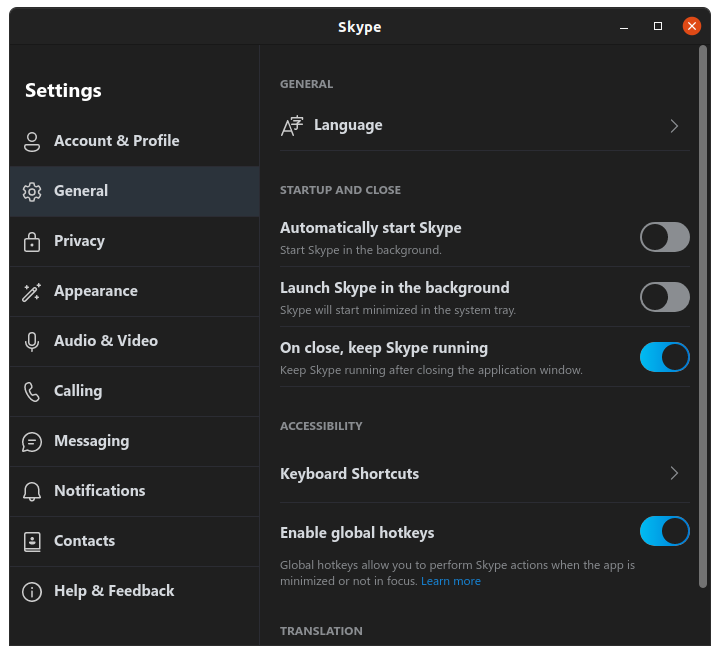 Skype
Settings
Account & Profile
General
Privacy
Appearance
Audio & Video
Calling
Messaging
Notifications
Contacts
Help & Feedback
GENERAL
Language
STARTUP AND CLOSE
Automatically start Skype
Start Skype in the background.
Launch Skype in the background
Skype will start minimized in the system tray.
On close, keep Skype running
Keep Skype running after closing the application window.
ACCESSIBILITY
Keyboard Shortcuts
Enable global hotkeys
Global hotkeys allow you to perform Skype actions when the app is
minimized or not in focus. Learn more
TRANSLATION